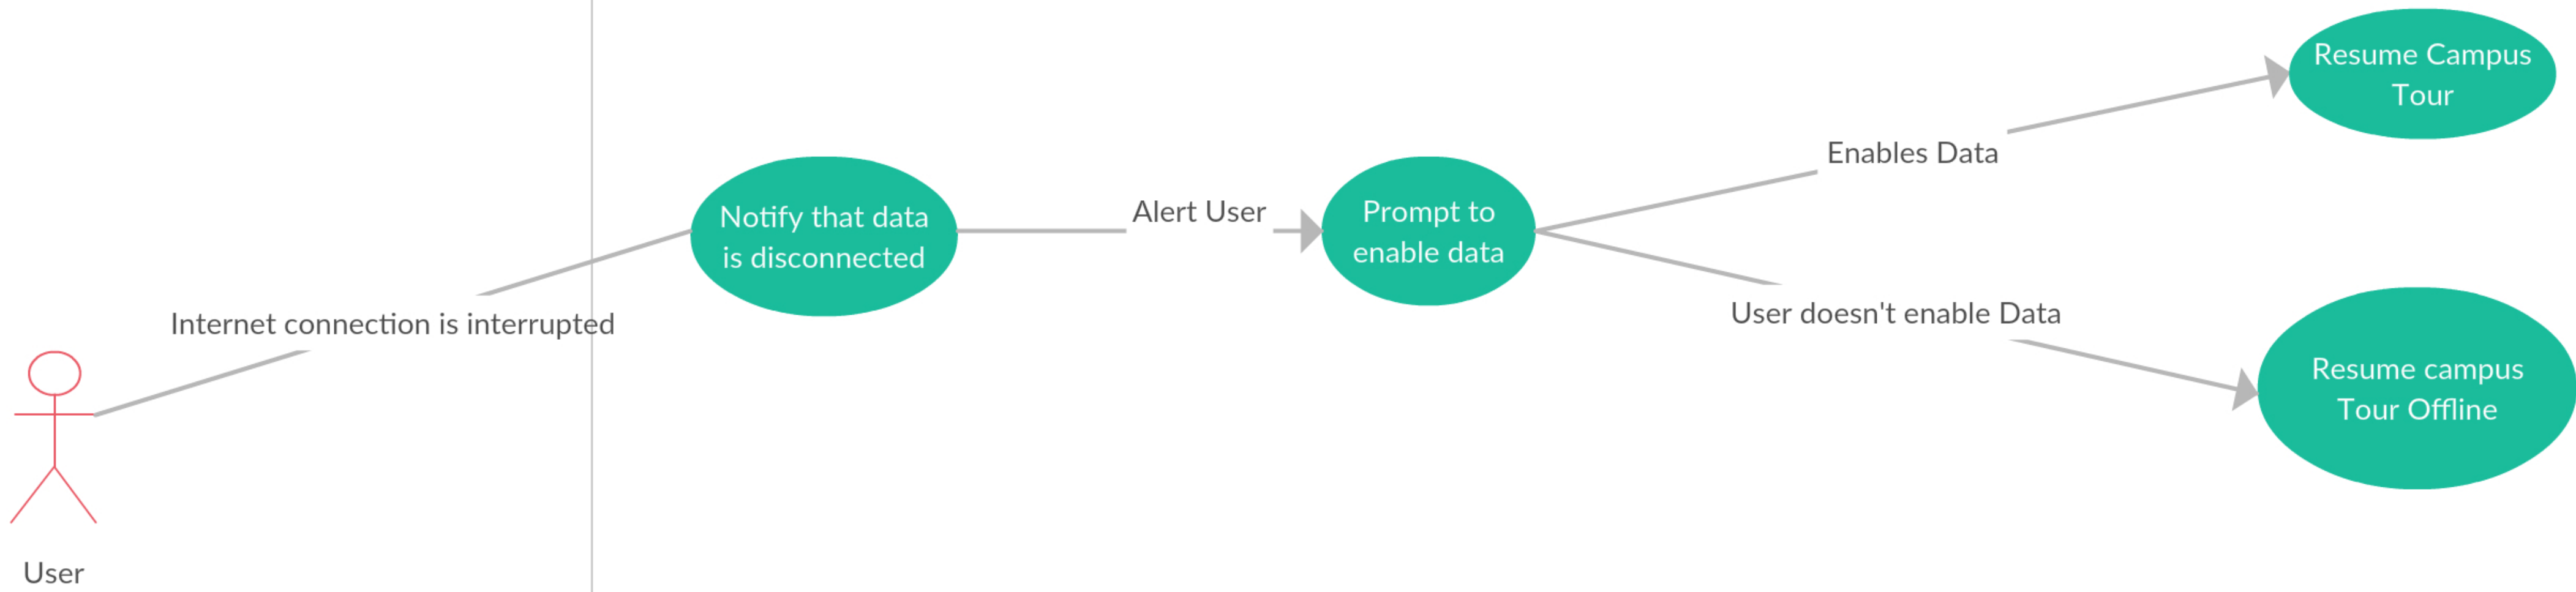 Internet connection is interrupted
User
Notify that data
is disconnected
Alert User
Prompt to
enable data
Enables Data
User doesn't enable Data
Resume Campus
Tour
Resume campus
Tour Offline